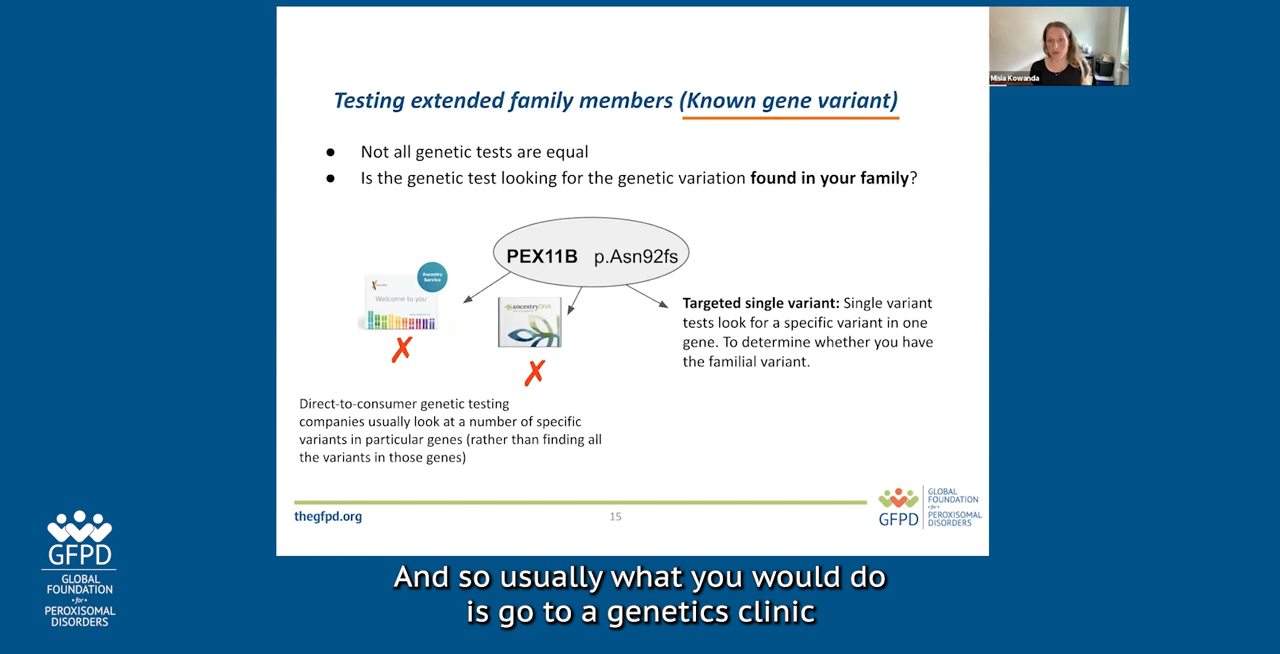 Misia Kowanda
Testing extended family members (Known gene variant)
● Not all genetic tests are equal
● Is the genetic test looking for the genetic variation found in your family?
PEX11B p.Asn92fs
Ancestry
Service
Welcome to you
ancestryDNA
✗
✗
Targeted single variant: Single variant
tests look for a specific variant in one
gene. To determine whether you have
the familial variant.
Direct-to-consumer genetic testing
companies usually look at a number of specific
variants in particular genes (rather than finding all
the variants in those genes)
thegfpd.org
15
GFPD
GLOBAL
FOUNDATION
for
PEROXISOMAL
DISORDERS
GFPD
GLOBAL
FOUNDATION
for
PEROXISOMAL
DISORDERS
And so usually what you would do
is go to a genetics clinic